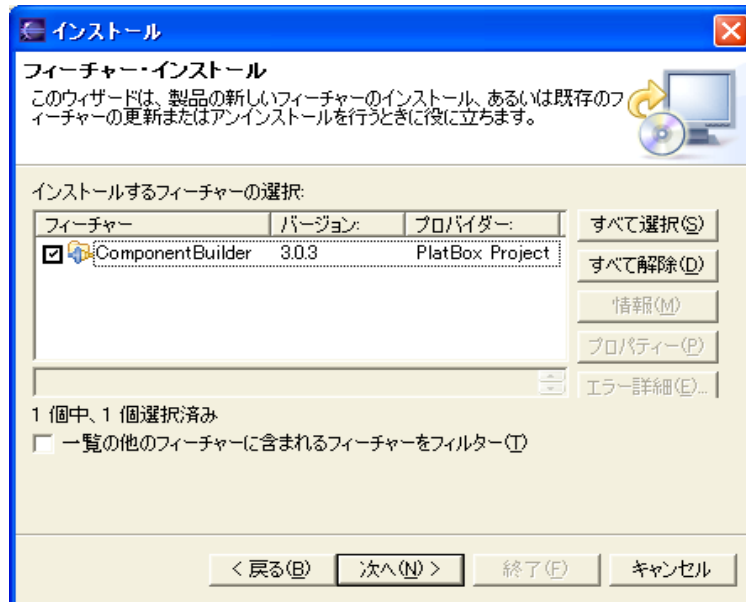 インストール
フィーチャー・インストール
このウィザードは、製品の新しいフィーチャーのインストール、あるいは既存のフ
ィーチャーの更新またはアンインストールを行うときに役に立ちます。
インストールするフィーチャーの選択:
フィーチャー バージョン: プロバイダー: すべて選択(S)
ComponentBuilder 3.0.3 PlatBox Project
すべて解除(D)
情報(M)
プロパティー(P)
エラー詳細(E)...
1 個中、1 個選択済み
一覧の他のフィーチャーに含まれるフィーチャーをフィルター(T)
< 戻る(B) 次へ(N) > 終了(F) キャンセル